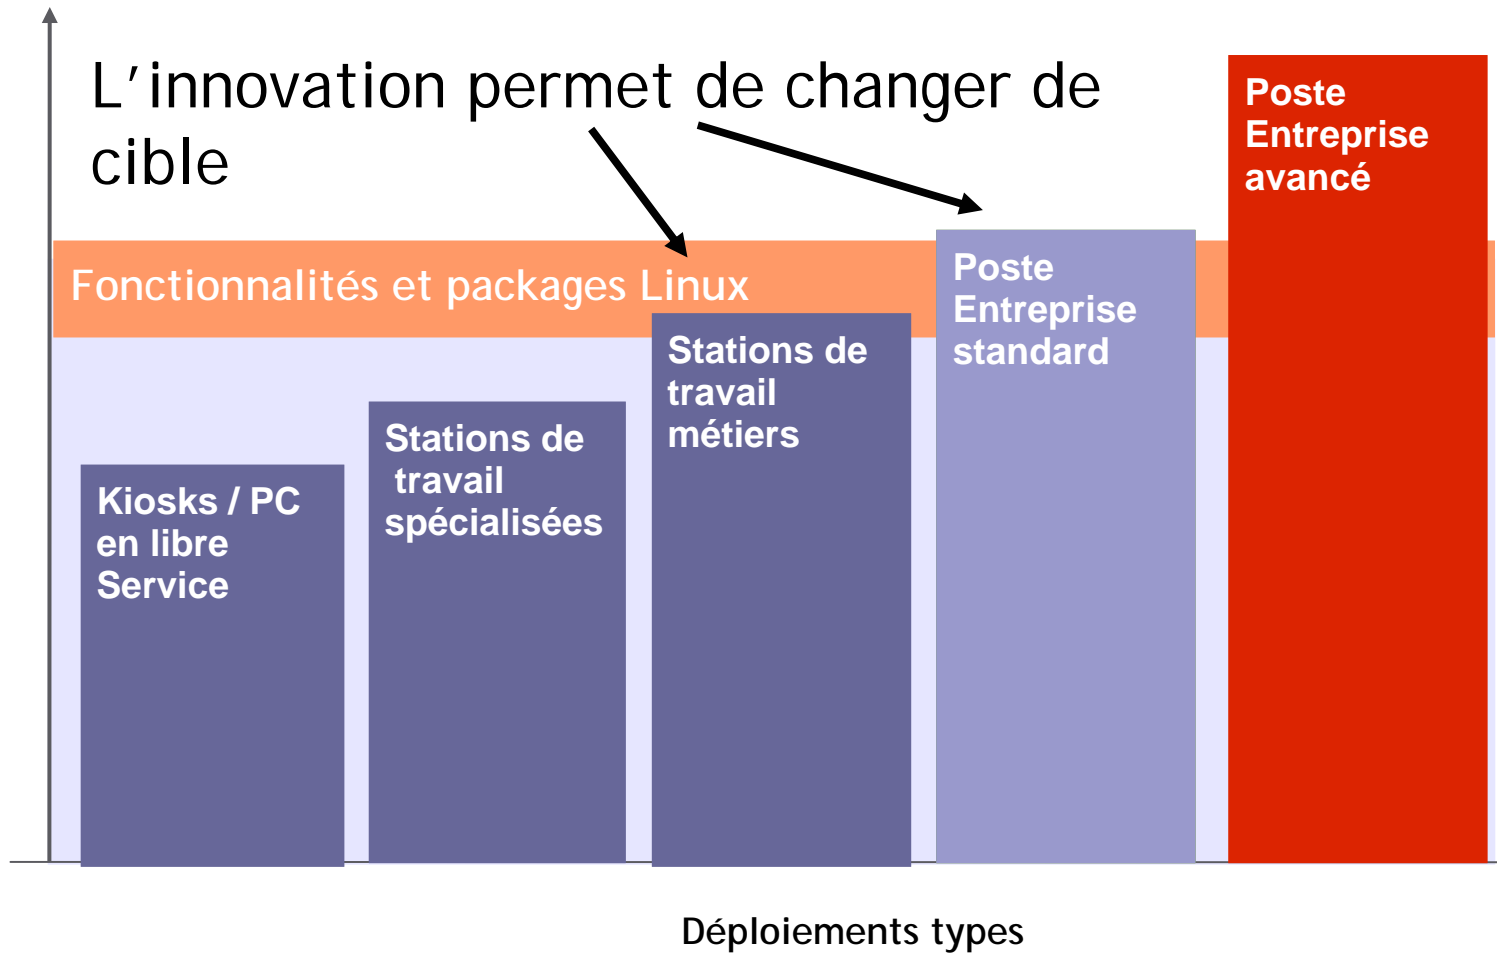 L'innovation permet de changer de
cible
Fonctionnalités et packages Linux
Kiosks / PC
en libre
Service
Stations de
travail
spécialisées
Stations de
travail
métiers
Poste
Entreprise
standard
Poste
Entreprise
avancé
Déploiements types